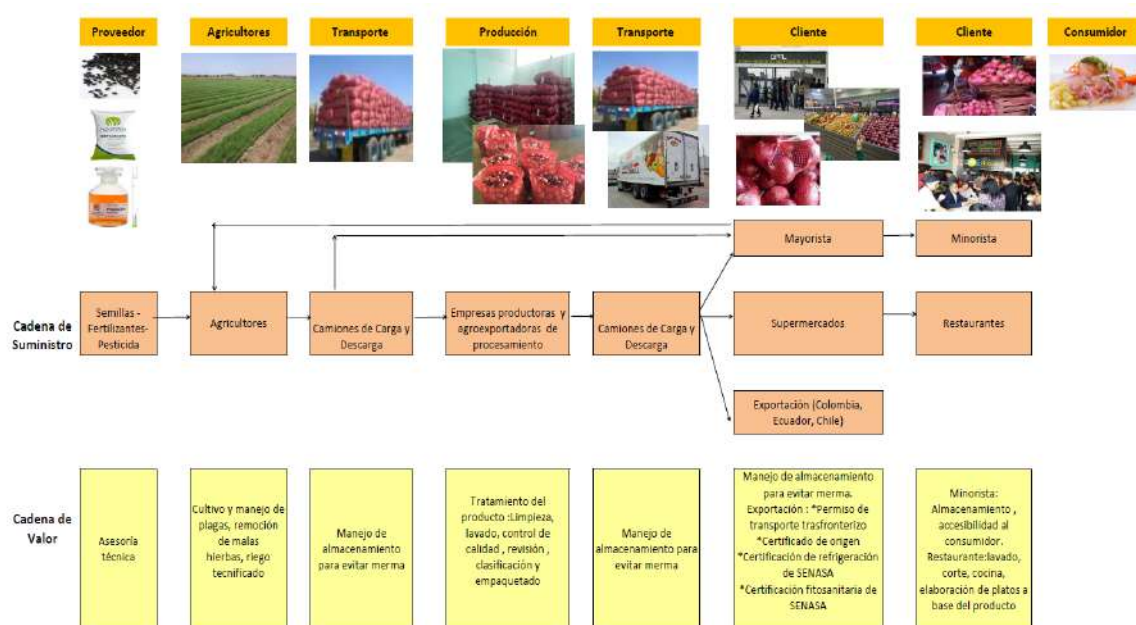 Proveedor
Agricultores
Transporte
Producción
Transporte
Cliente
Cliente
Consumidor
Mayorista
Minorista
Cadena de
Suministro
Semillas -
Fertilizantes-
Pesticida
Agricultores
Camiones de Carga y
Descarga
Empresas productoras y
agroexportadoras de
procesamiento
Camiones de Carga y
Descarga
Supermercados
Restaurantes
Exportación (Colombia,
Ecuador, Chile)
Cadena de
Valor
Asesoría
técnica
Cultivo y manejo de
plagas, remoción de
malas
hierbas, riego
tecnificado
Manejo de
almacenamiento
para evitar merma
Tratamiento del
producto :Limpieza,
lavado, control de
calidad , revisión ,
clasificación y
empaquetado
Manejo de
almacenamiento para
evitar merma
Manejo de almacenamiento
para evitar merma.
Exportación : *Permiso de
transporte trasfronterizo
*Certificado de origen
*Certificación de refrigeración
de SENASA
*Certificación fitosanitaria de
SENASA
Minorista:
Almacenamiento ,
accesibilidad al
consumidor.
Restaurante:lavado,
corte, cocina,
elaboración de platos a
base del producto